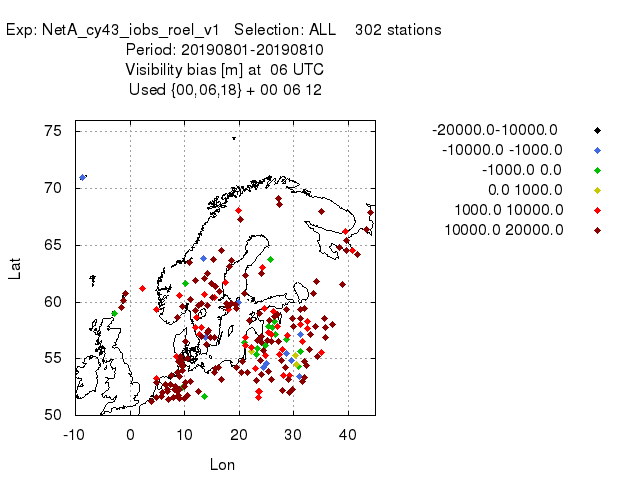 Exp: NetA_cy43_iobs_roel_v1 Selection: ALL 302 stations
Period: 20190801-20190810
Visibility bias [m] at 06 UTC
Used {00,06,18} + 00 06 12
-20000.0-10000.0
-10000.0 -1000.0
-1000.0 0.0
0.0 1000.0
1000.0 10000.0
10000.0 20000.0
75
70
65
60
55
50
Lat
-10 0 10 20 30 40
Lon